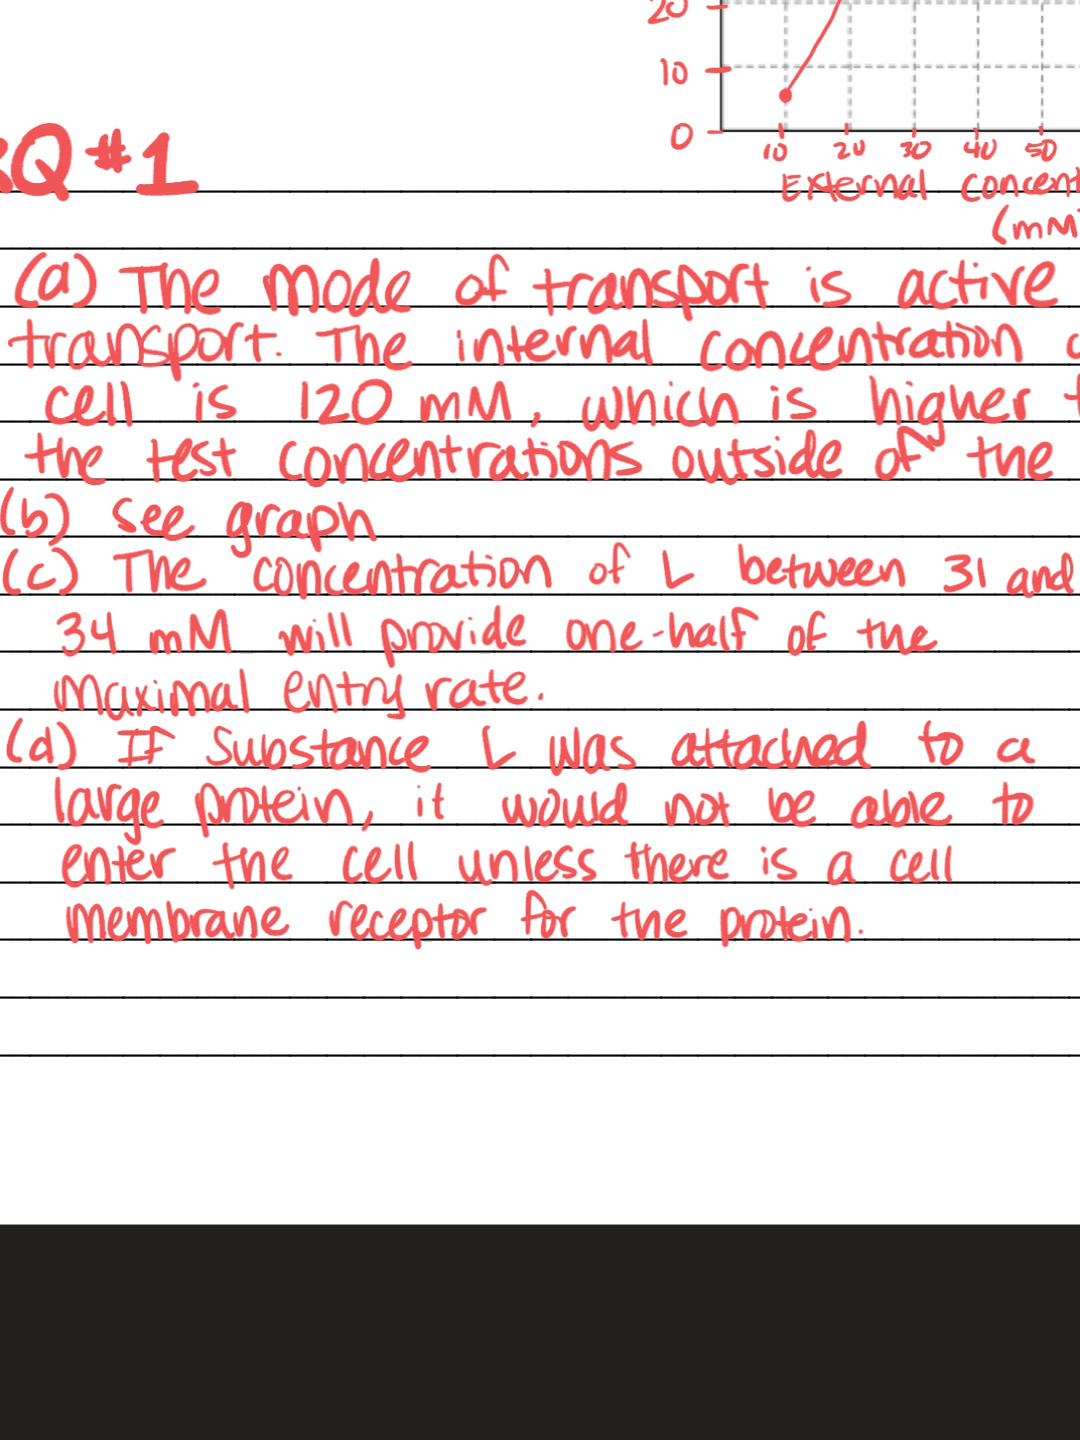 20
10
0
10 20 30 40 50
External concent
(mM
Q #1
(a) The mode of transport is active
transport. The internal concentration
cell is 120 mM, which is higher
the test concentrations outside of the
(b) see graph
(c) The concentration of L between 31 and
34 mM will provide one-half of the
maximal entry rate.
(d) If Substance L was attached to a
large protein, it would not be able to
enter the cell unless there is a cell
membrane receptor for the protein.